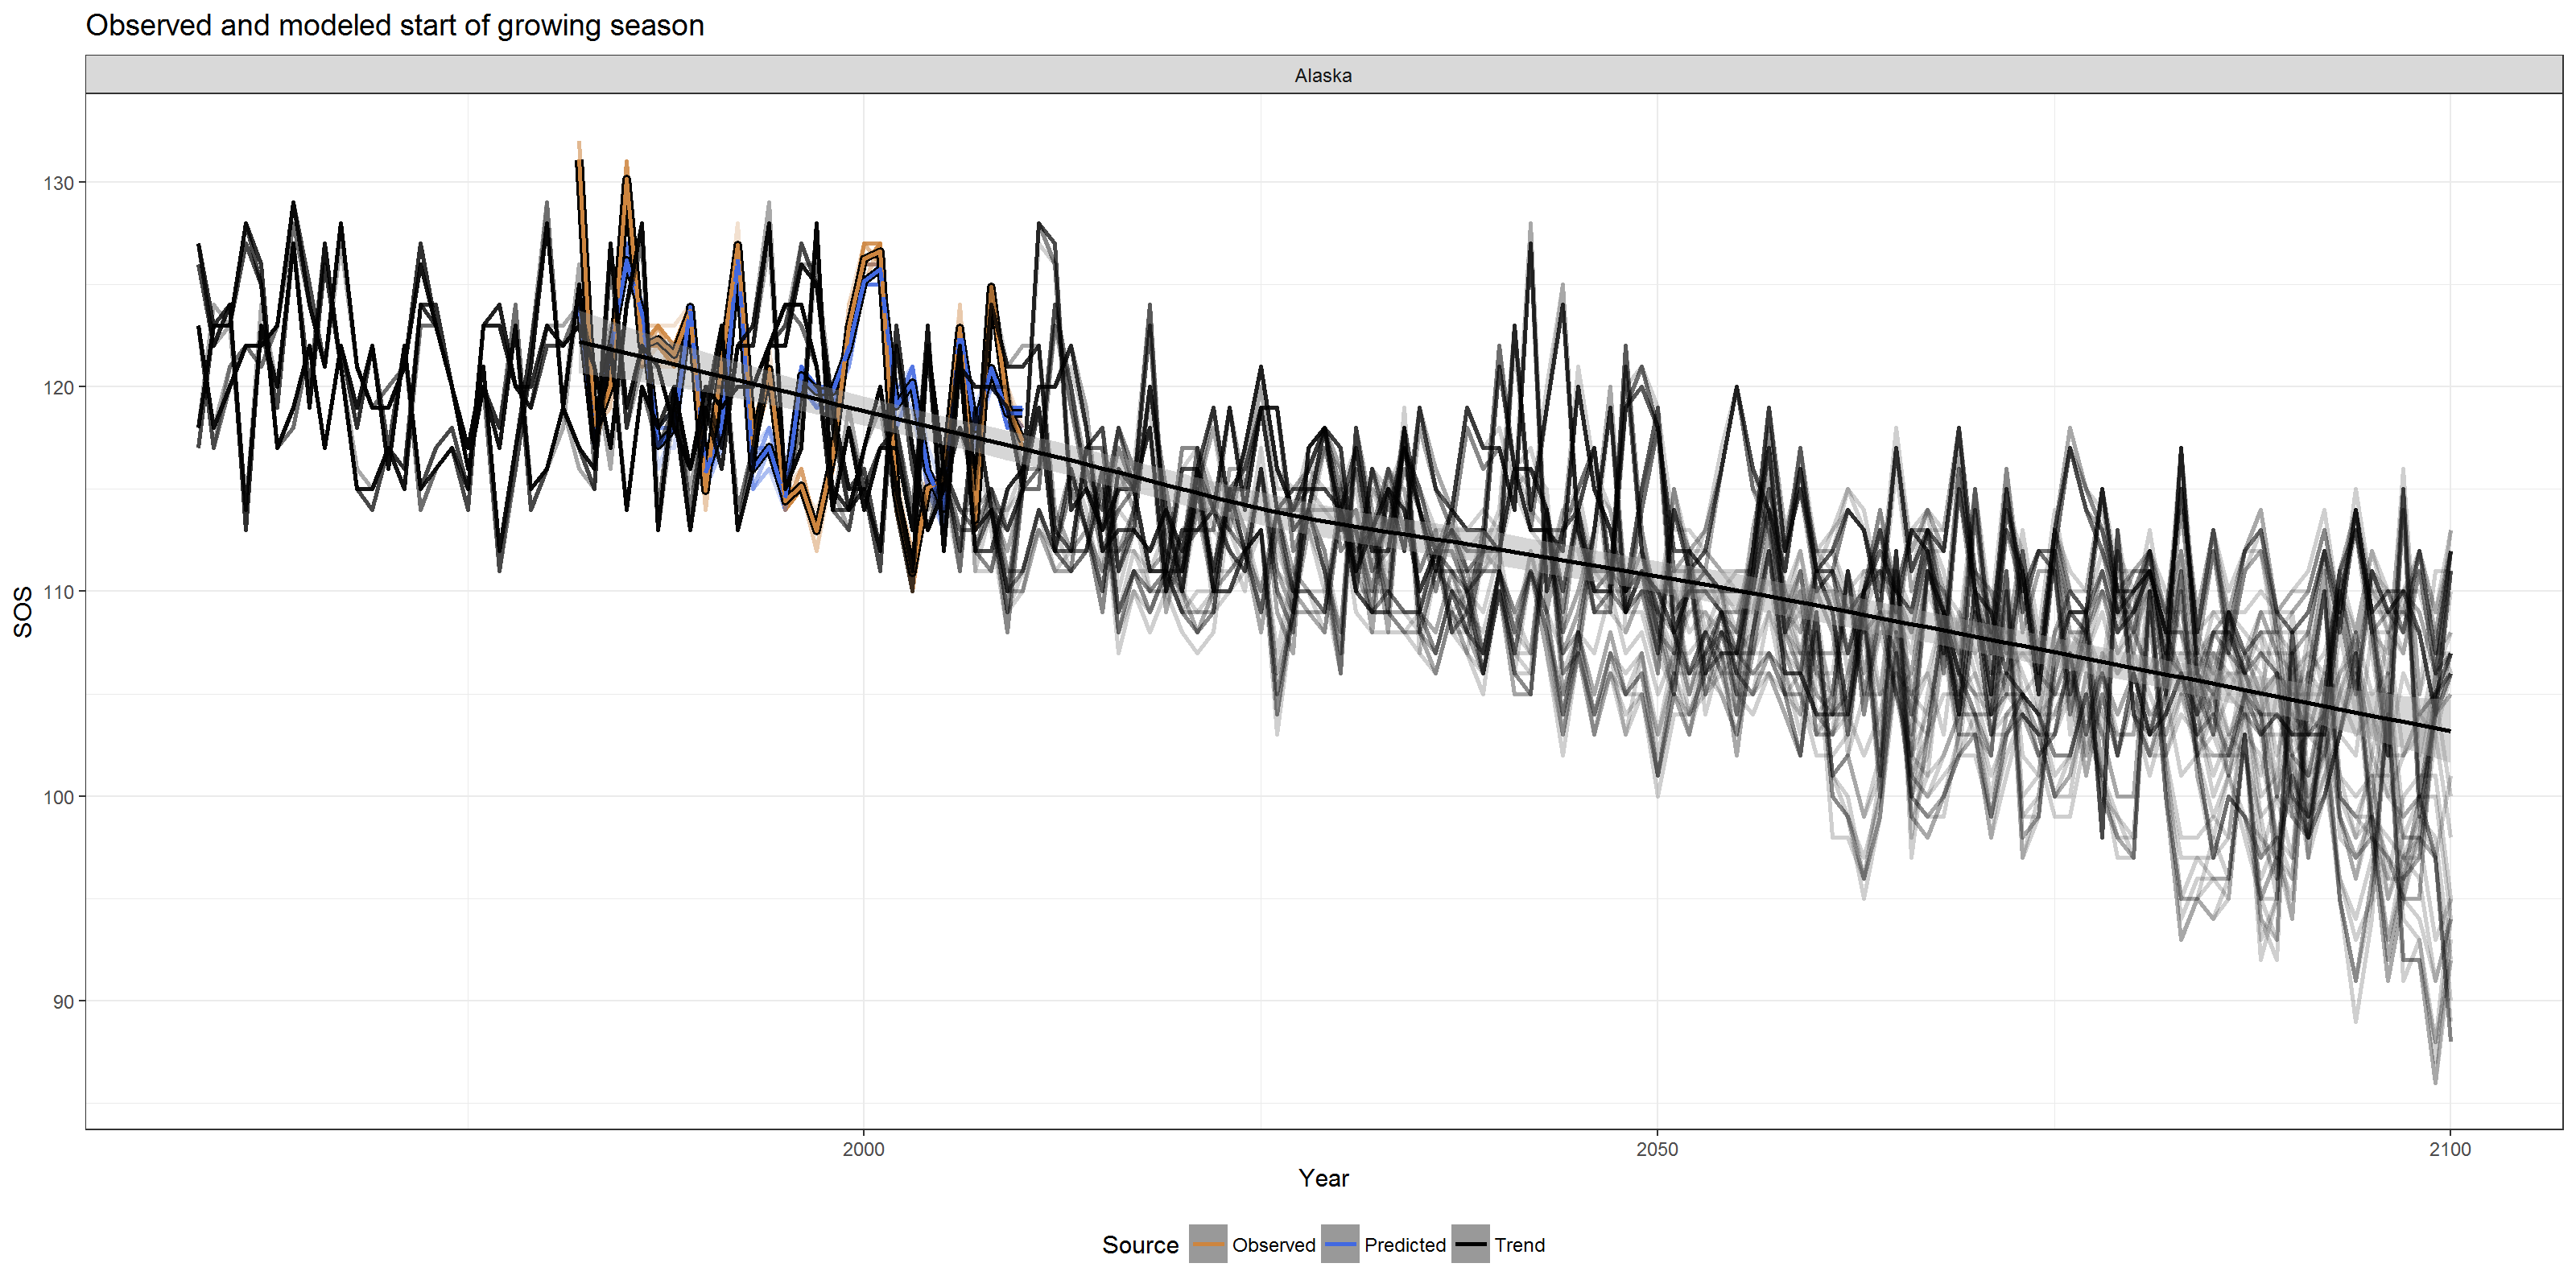 Observed and modeled start of growing season
Alaska
130
120
110
100
90
SOS
2000 2050 2100
Year
Source Observed Predicted Trend